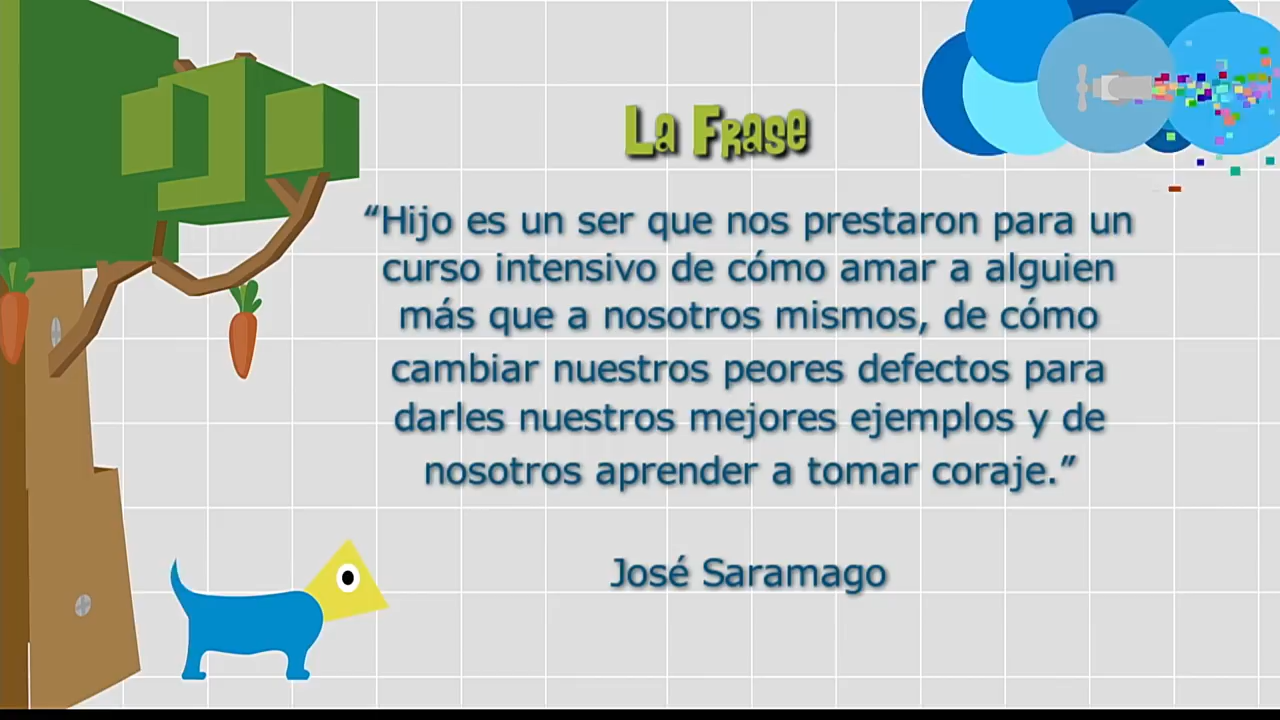 La Frase
“Hijo es un ser que nos prestaron para un
curso intensivo de cómo amar a alguien
más que a nosotros mismos, de cómo
cambiar nuestros peores defectos para
darles nuestros mejores ejemplos y de
nosotros aprender a tomar coraje.”
José Saramago